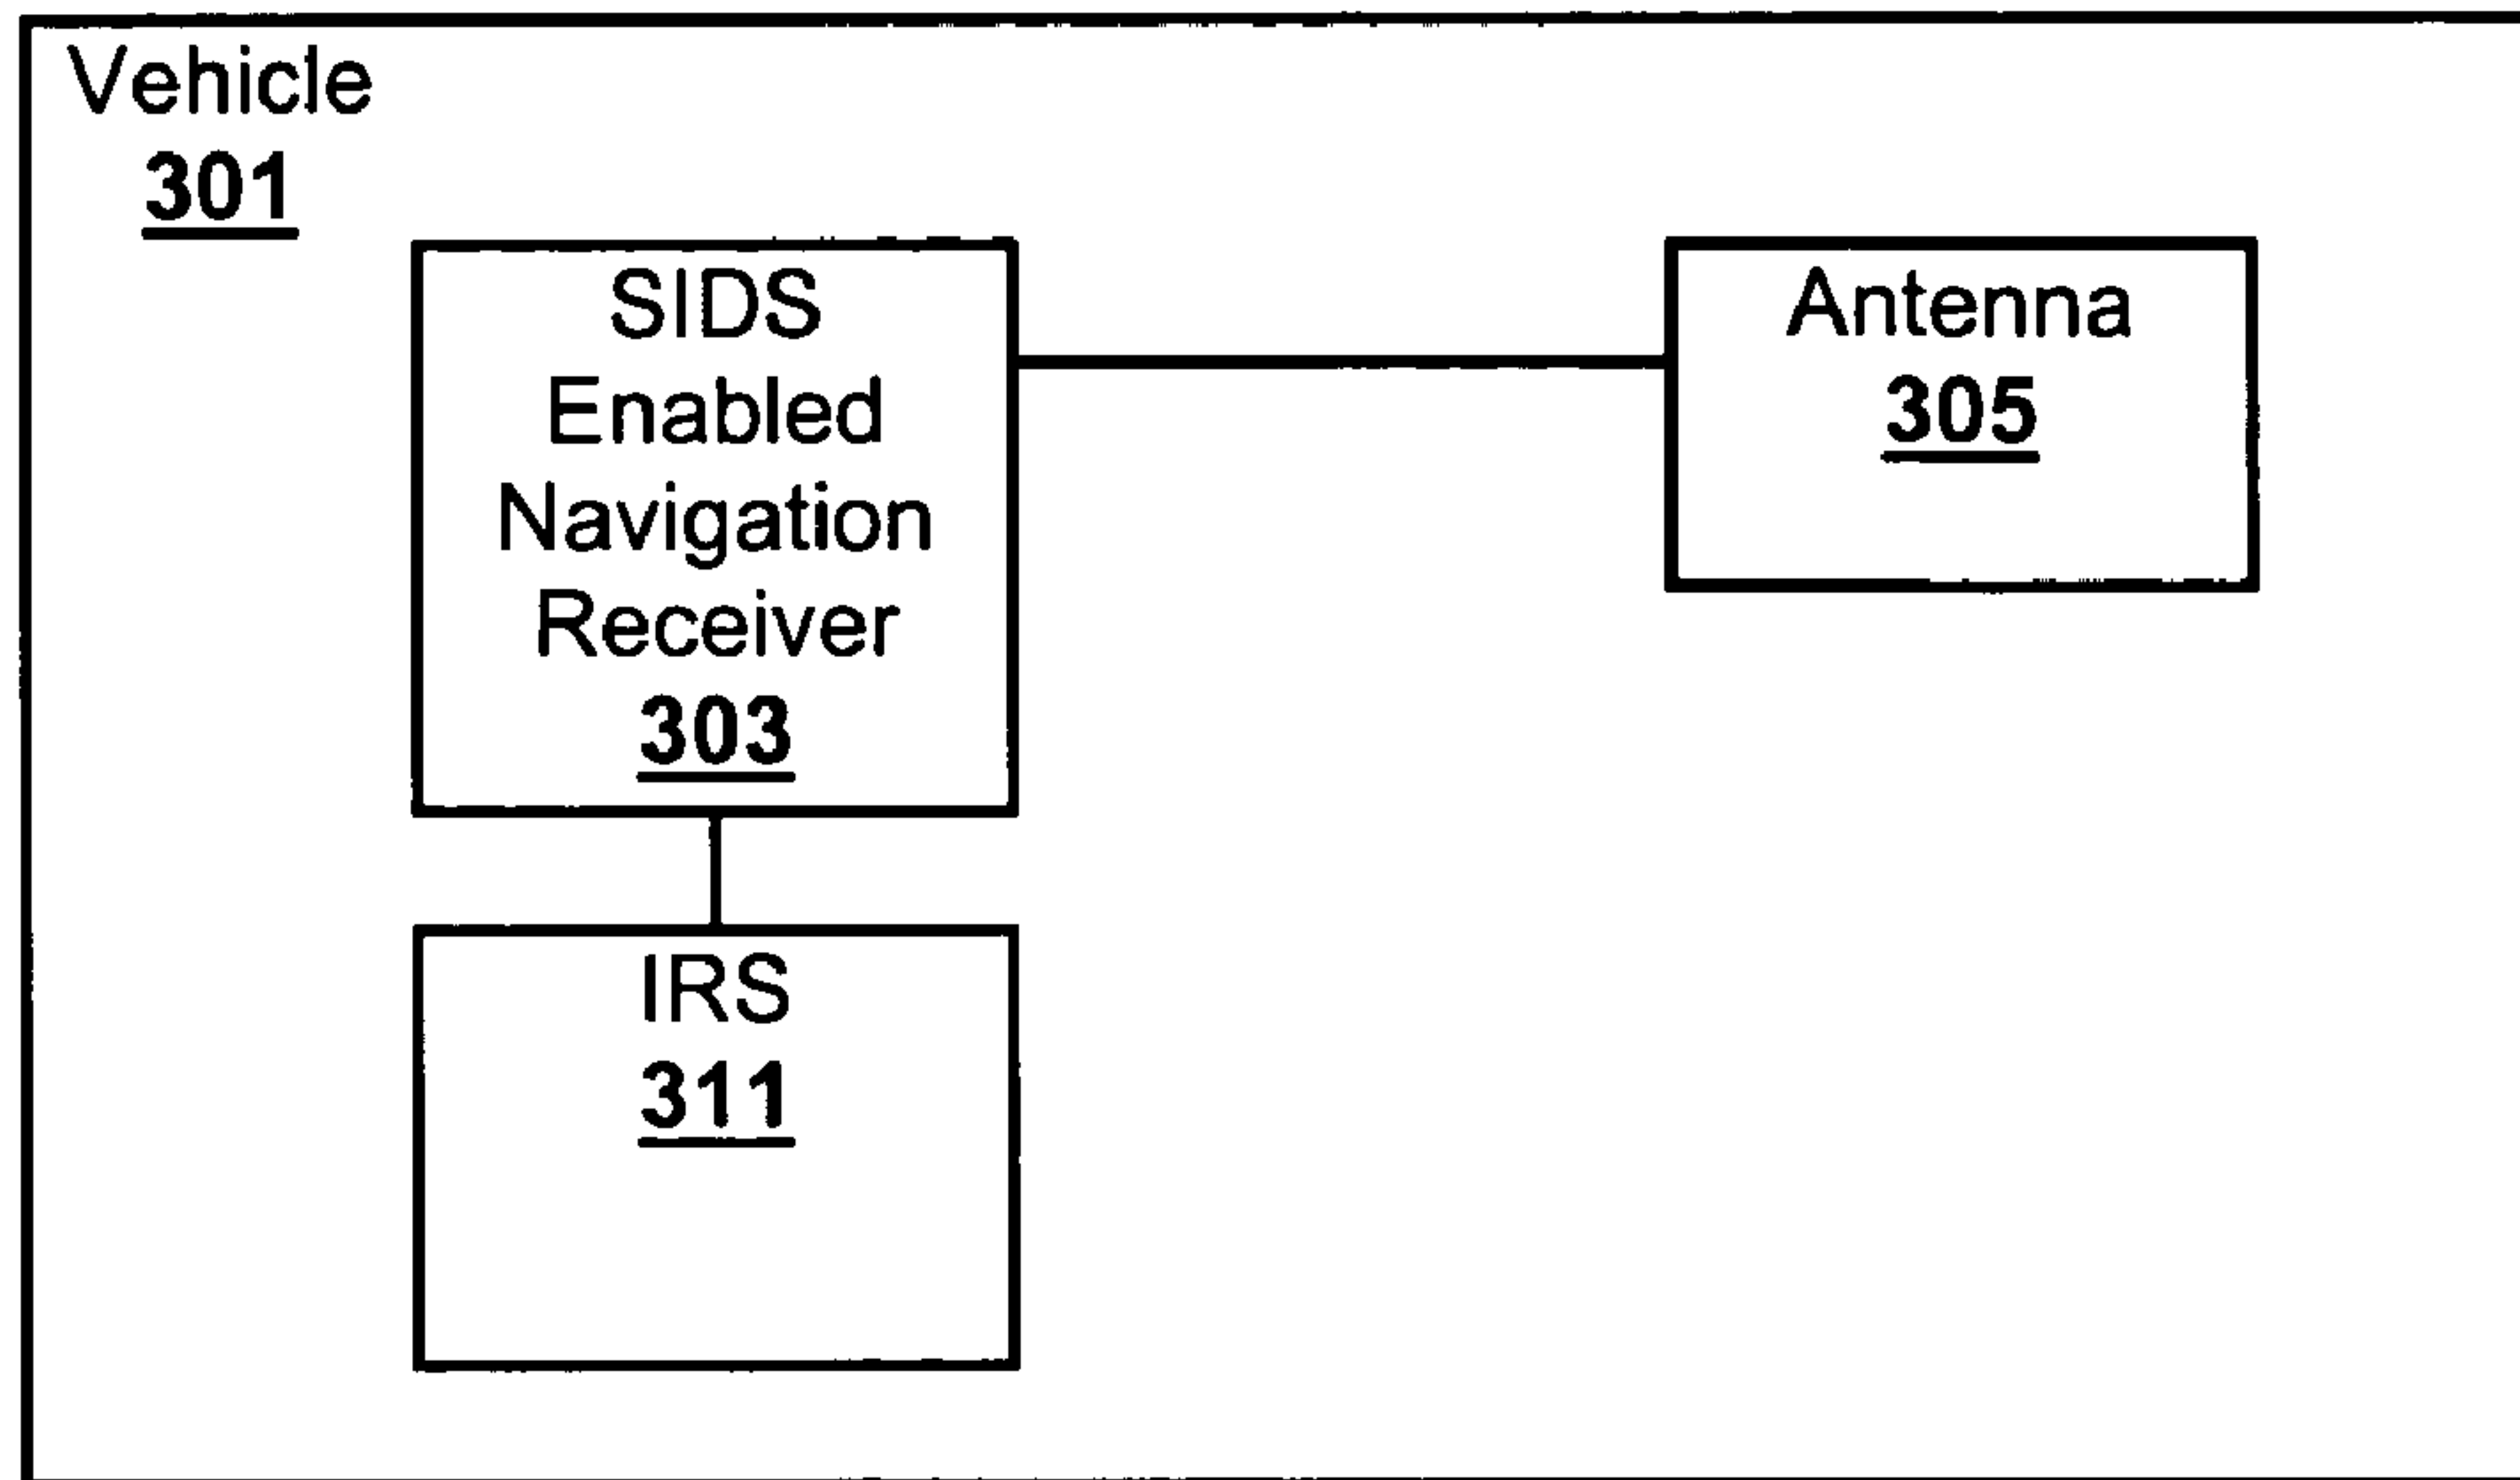 Vehicle
301
SIDS
Enabled
Navigation
Receiver
303
Antenna
305
IRS
311